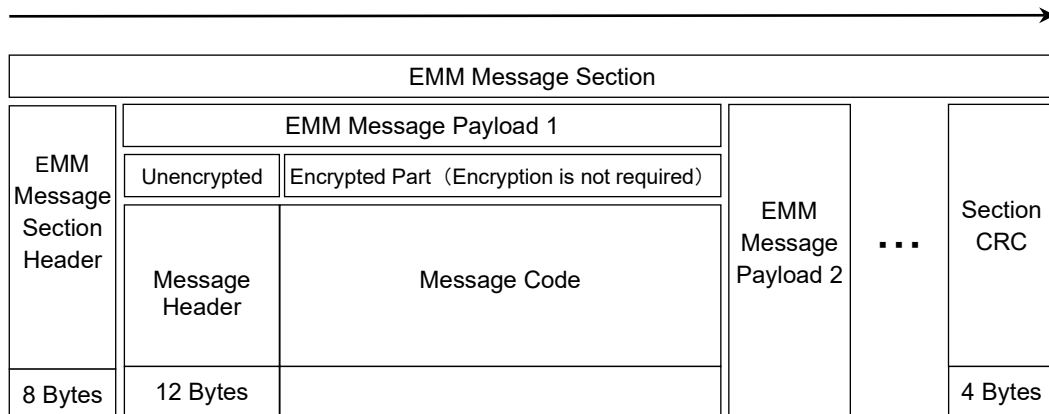 EMM Message Section
EMM Message Payload 1
EMM
Message
Section
Header
Unencrypted
Encrypted Part（Encryption is not required）
Message
Header
Message Code
EMM
Message
Payload 2
...
Section
CRC
8 Bytes
12 Bytes
4 Bytes